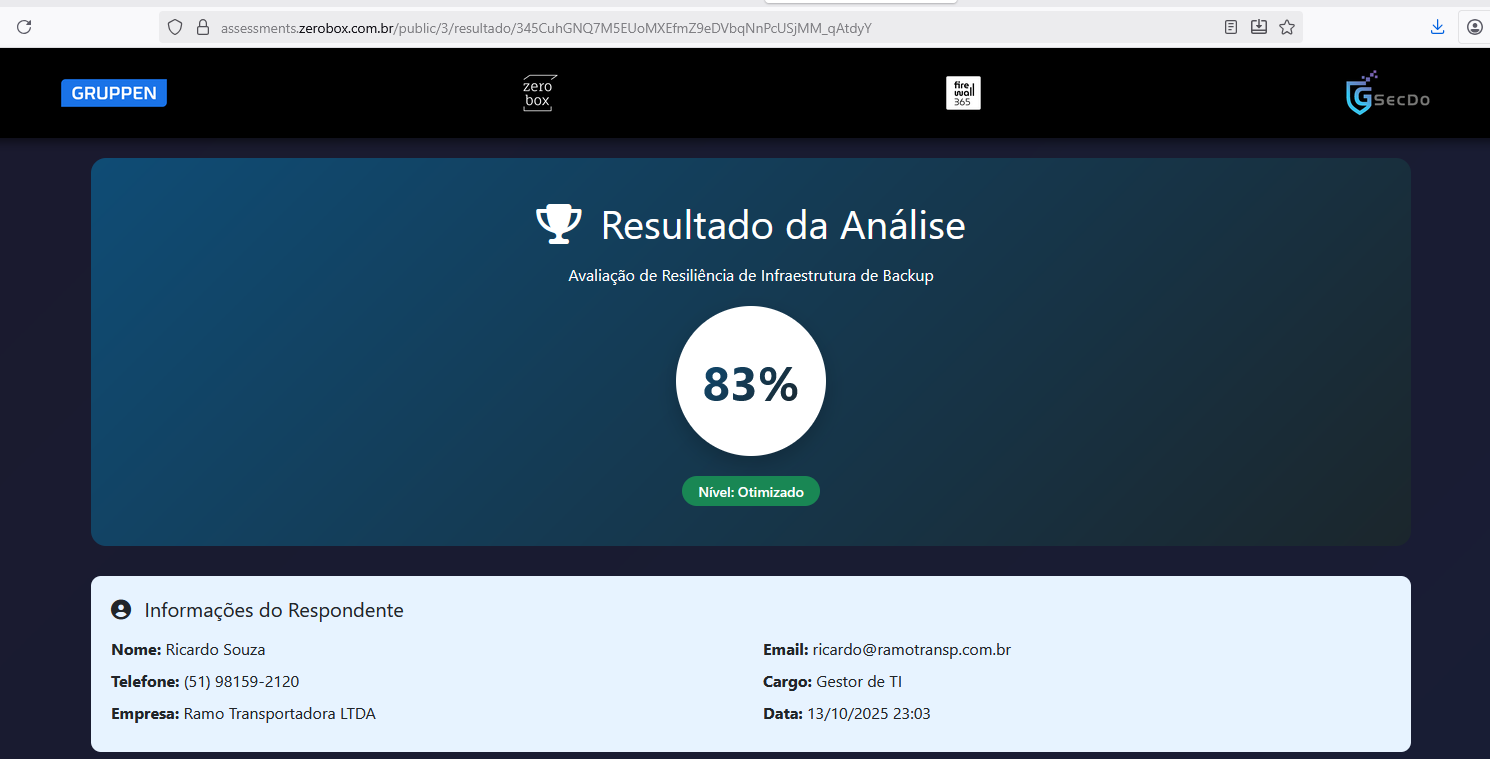 assessments.zerobox.com.br/public/3/resultado/345CuhGNQ7M5EUoMXEfmZ9eDVbqNnPcUSjMM_qAtdyY
GRUPPEN
zero
box
fire
wall
365
G SecDo
Resultado da Análise
Avaliação de Resiliência de Infraestrutura de Backup
83%
Nível: Otimizado
Informações do Respondente
Nome: Ricardo Souza
Email: ricardo@ramotransp.com.br
Telefone: (51) 98159-2120
Cargo: Gestor de TI
Empresa: Ramo Transportadora LTDA
Data: 13/10/2025 23:03